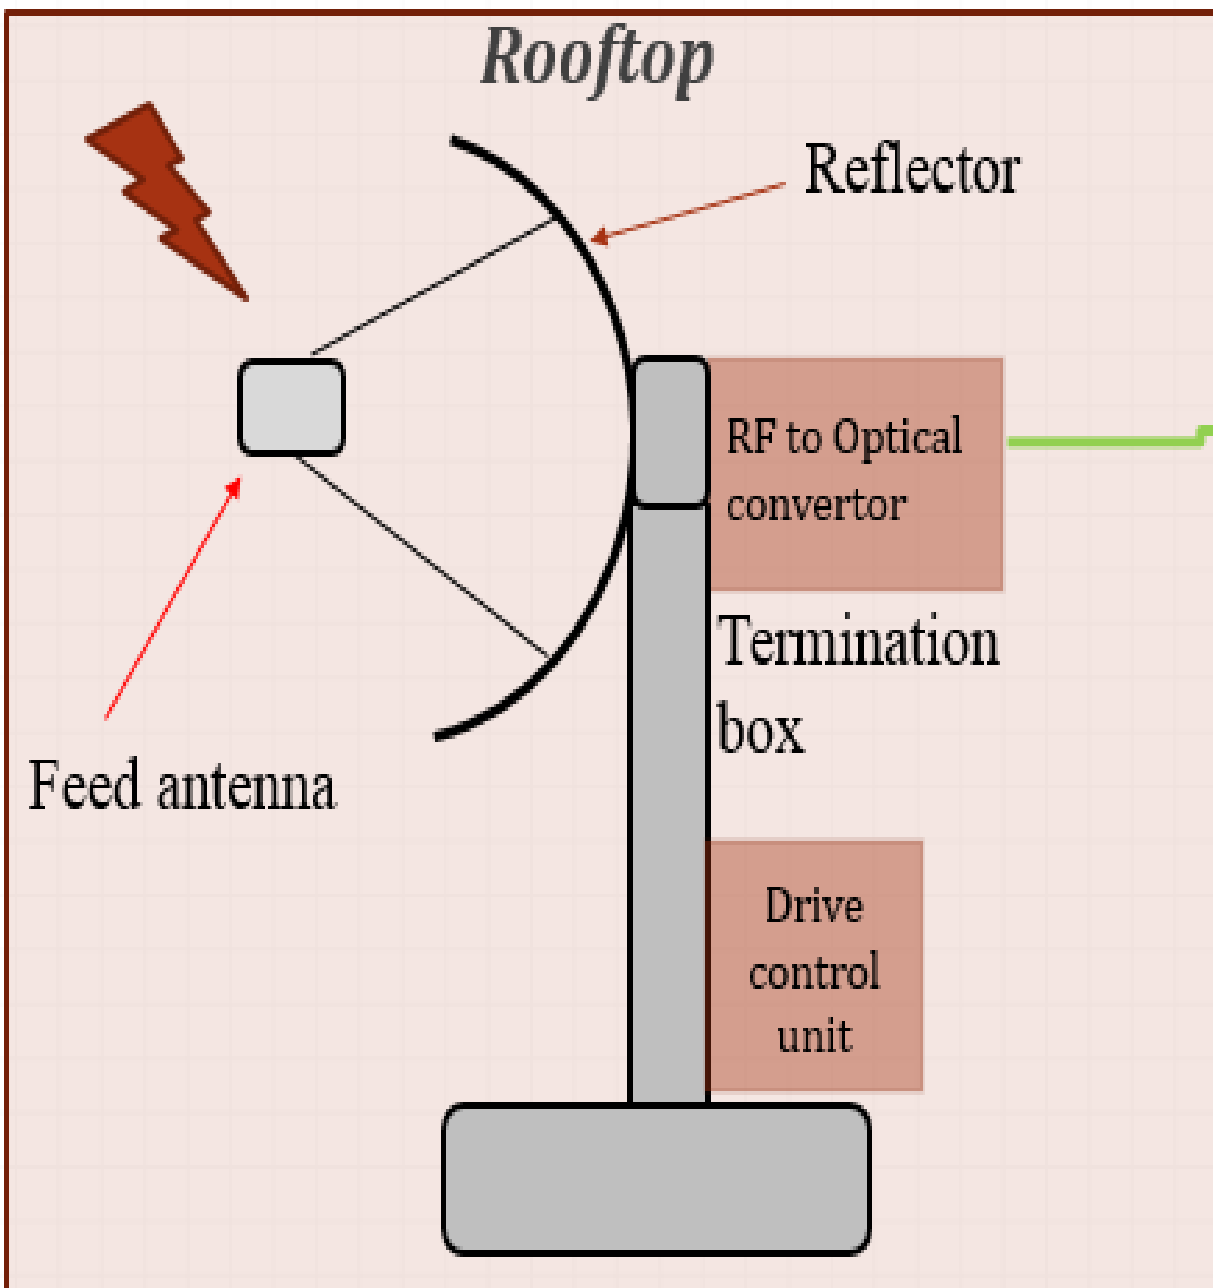 Rooftop
Reflector
RF to Optical
convertor
Termination
box
Feed antenna
Drive
control
unit